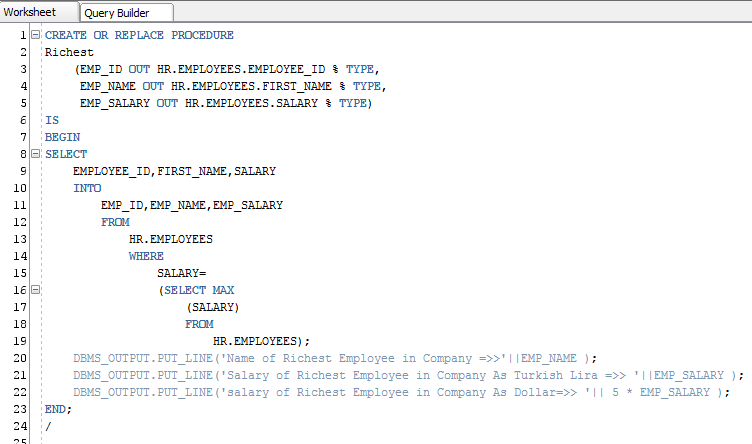 Worksheet Query Builder
1 CREATE OR REPLACE PROCEDURE
2 Richest
3 (EMP_ID OUT HR.EMPLOYEES.EMPLOYEE_ID % TYPE,
4 EMP_NAME OUT HR.EMPLOYEES.FIRST_NAME % TYPE,
5 EMP_SALARY OUT HR.EMPLOYEES.SALARY % TYPE)
6 IS
7 BEGIN
8 SELECT
9 EMPLOYEE_ID,FIRST_NAME,SALARY
10 INTO
11 EMP_ID,EMP_NAME,EMP_SALARY
12 FROM
13 HR.EMPLOYEES
14 WHERE
15 SALARY=
16 (SELECT MAX
17 (SALARY)
18 FROM
19 HR.EMPLOYEES);
20 DBMS_OUTPUT.PUT_LINE('Name of Richest Employee in Company =>>'||EMP_NAME );
21 DBMS_OUTPUT.PUT_LINE('Salary of Richest Employee in Company As Turkish Lira =>> '||EMP_SALARY );
22 DBMS_OUTPUT.PUT_LINE('salary of Richest Employee in Company As Dollar=>> '|| 5 * EMP_SALARY );
23 END;
24 /
25